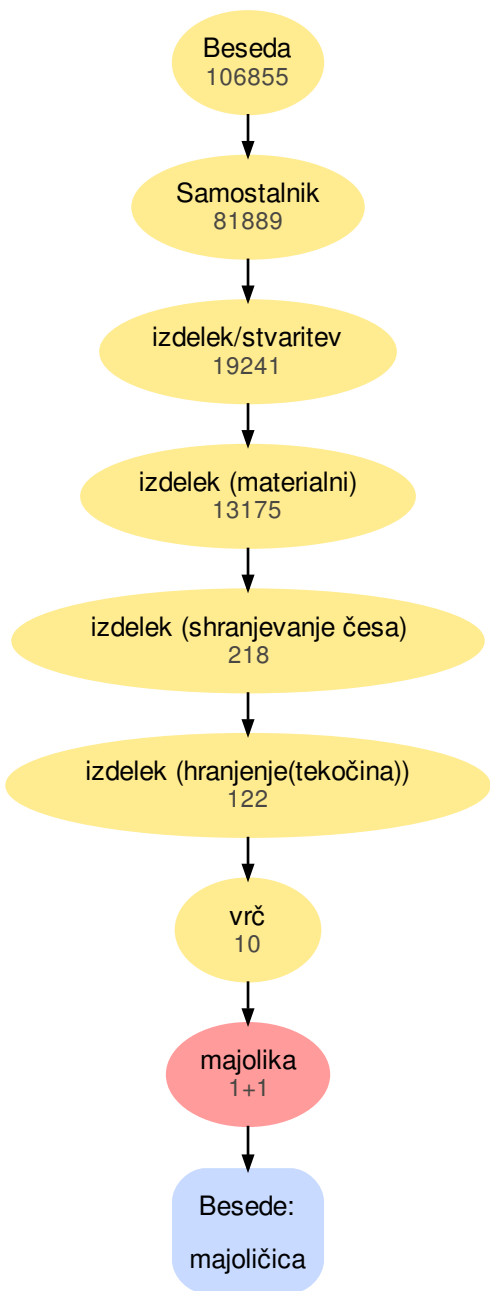 Beseda
106855
Samostalnik
81889
izdelek/stvaritev
19241
izdelek (materialni)
13175
izdelek (shranjevanje česa)
218
izdelek (hranjenje(tekočina))
122
vrč
10
majolika
1+1
Besede:
majoličica